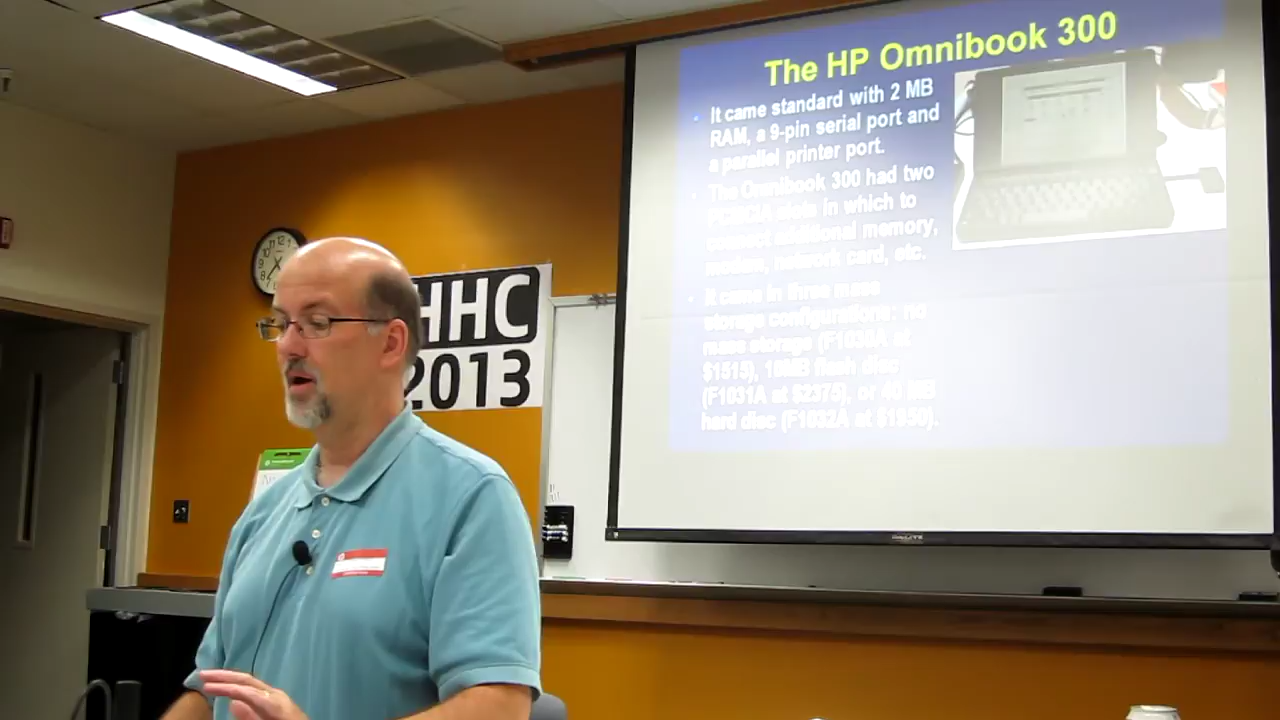 The HP Omnibook 300
It came standard with 2 MB
RAM, a 9-pin serial port and
a parallel printer port.
The Omnibook 300 had two
PCMCIA slots in which to
additional memory,
modem, network card, etc.
It came in three mass
storage configurations: no
mass storage (F1030A at
$1515), 10MB flash disc
(F1031A at $2375), or 40 MB
hard disc (F1032A at $1950).
HHC
2013
DA-LITE